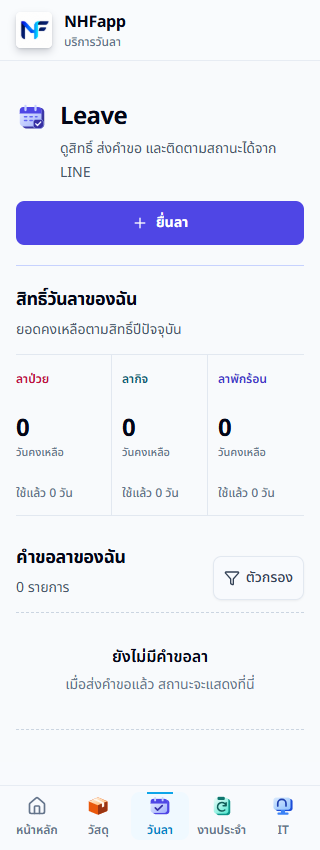 NHFapp
บริการวันลา
Leave
ดูสิทธิ์ ส่งคำขอ และติดตามสถานะได้จาก
LINE
ยื่นลา
สิทธิ์วันลาของฉัน
ยอดคงเหลือตามสิทธิ์ปีปัจจุบัน
ลาป่วย ลากิจ ลาพักร้อน
0 0 0
วันคงเหลือ วันคงเหลือ วันคงเหลือ
ใช้แล้ว 0 วัน ใช้แล้ว 0 วัน ใช้แล้ว 0 วัน
คำขอลาของฉัน
0 รายการ
ตัวกรอง
ยังไม่มีคำขอลา
เมื่อส่งคำขอแล้ว สถานะจะแสดงที่นี่
หน้าหลัก วัสดุ วันลา งานประจำ IT